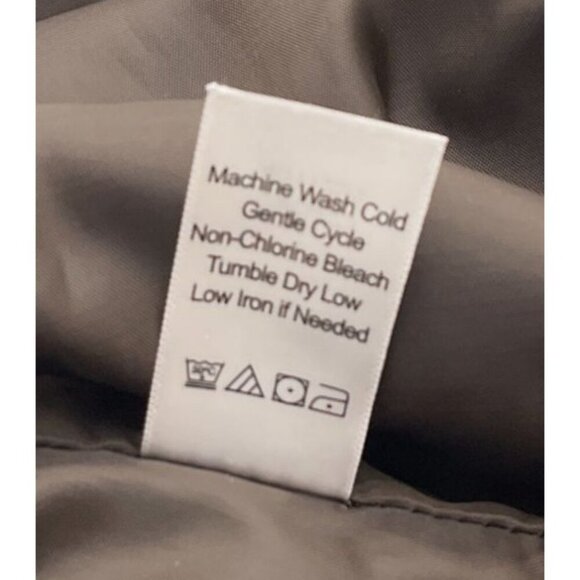 Machine Wash Cold
Gentle Cycle
Non-Chlorine Bleach
Tumble Dry Low
Low Iron if Needed